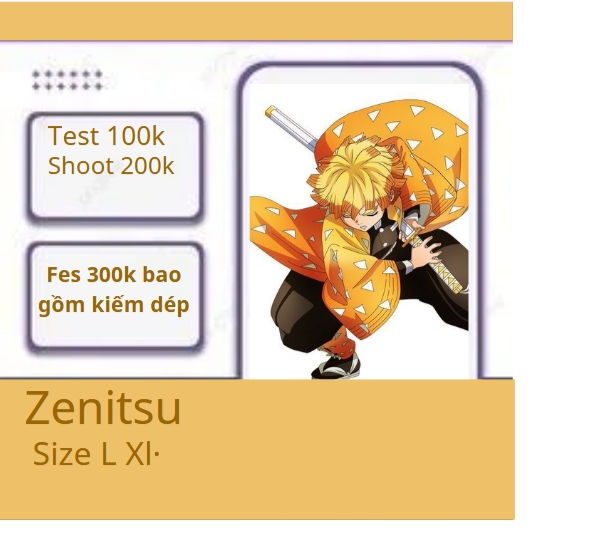 Test 100k
Shoot 200k
Fes 300k bao
gồm kiếm dép
Zenitsu
Size L Xl·